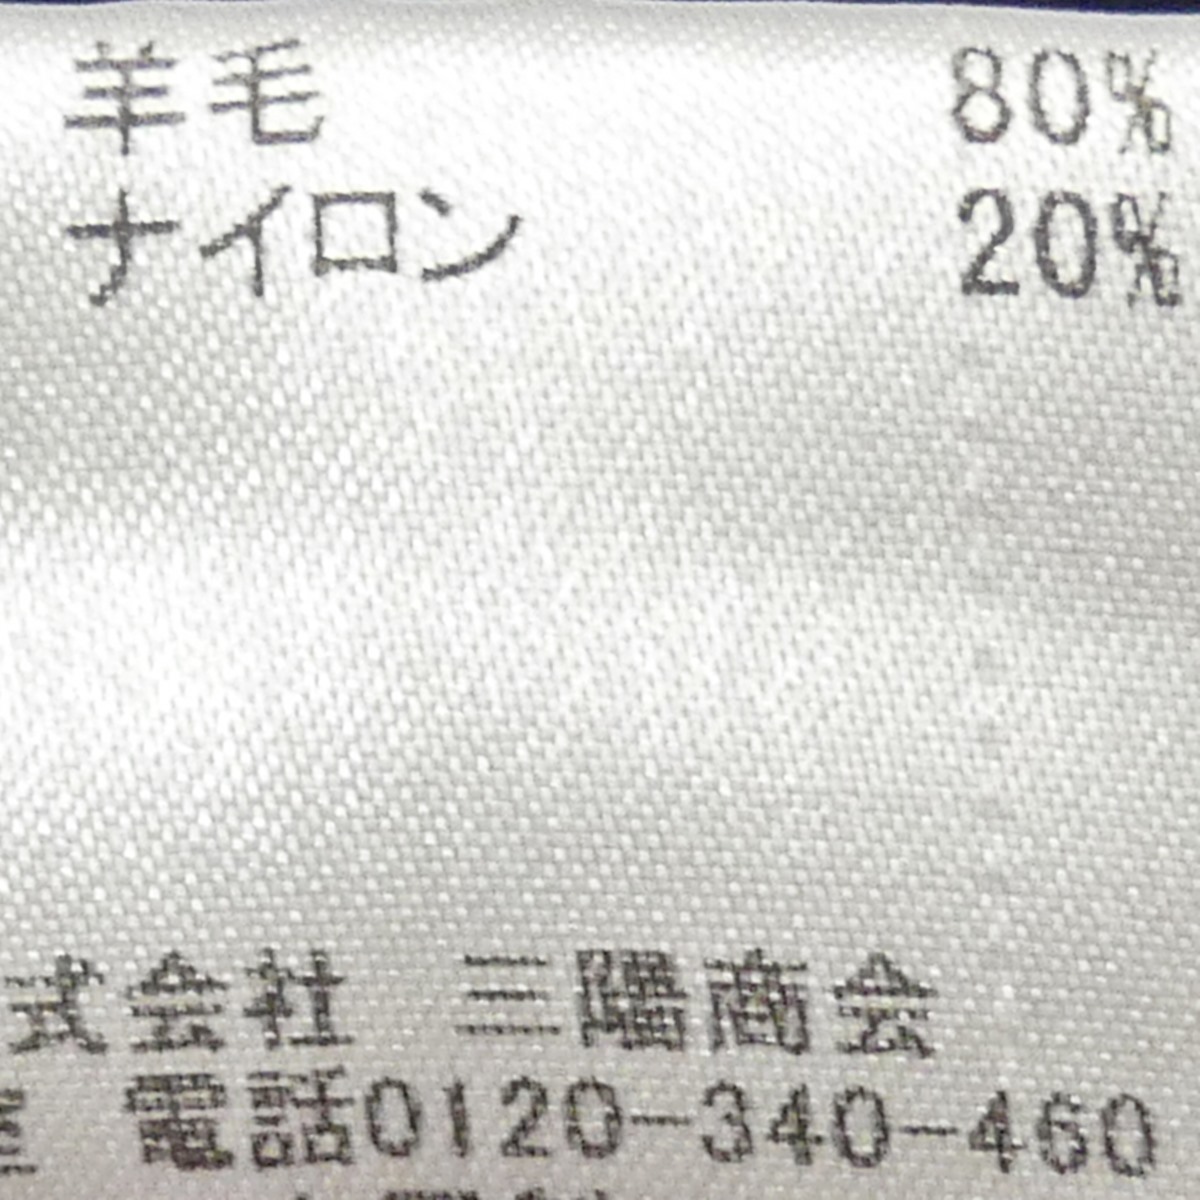 羊毛 80%
ナイロン 20%
式会社 三陽商会
電話0120-340-460